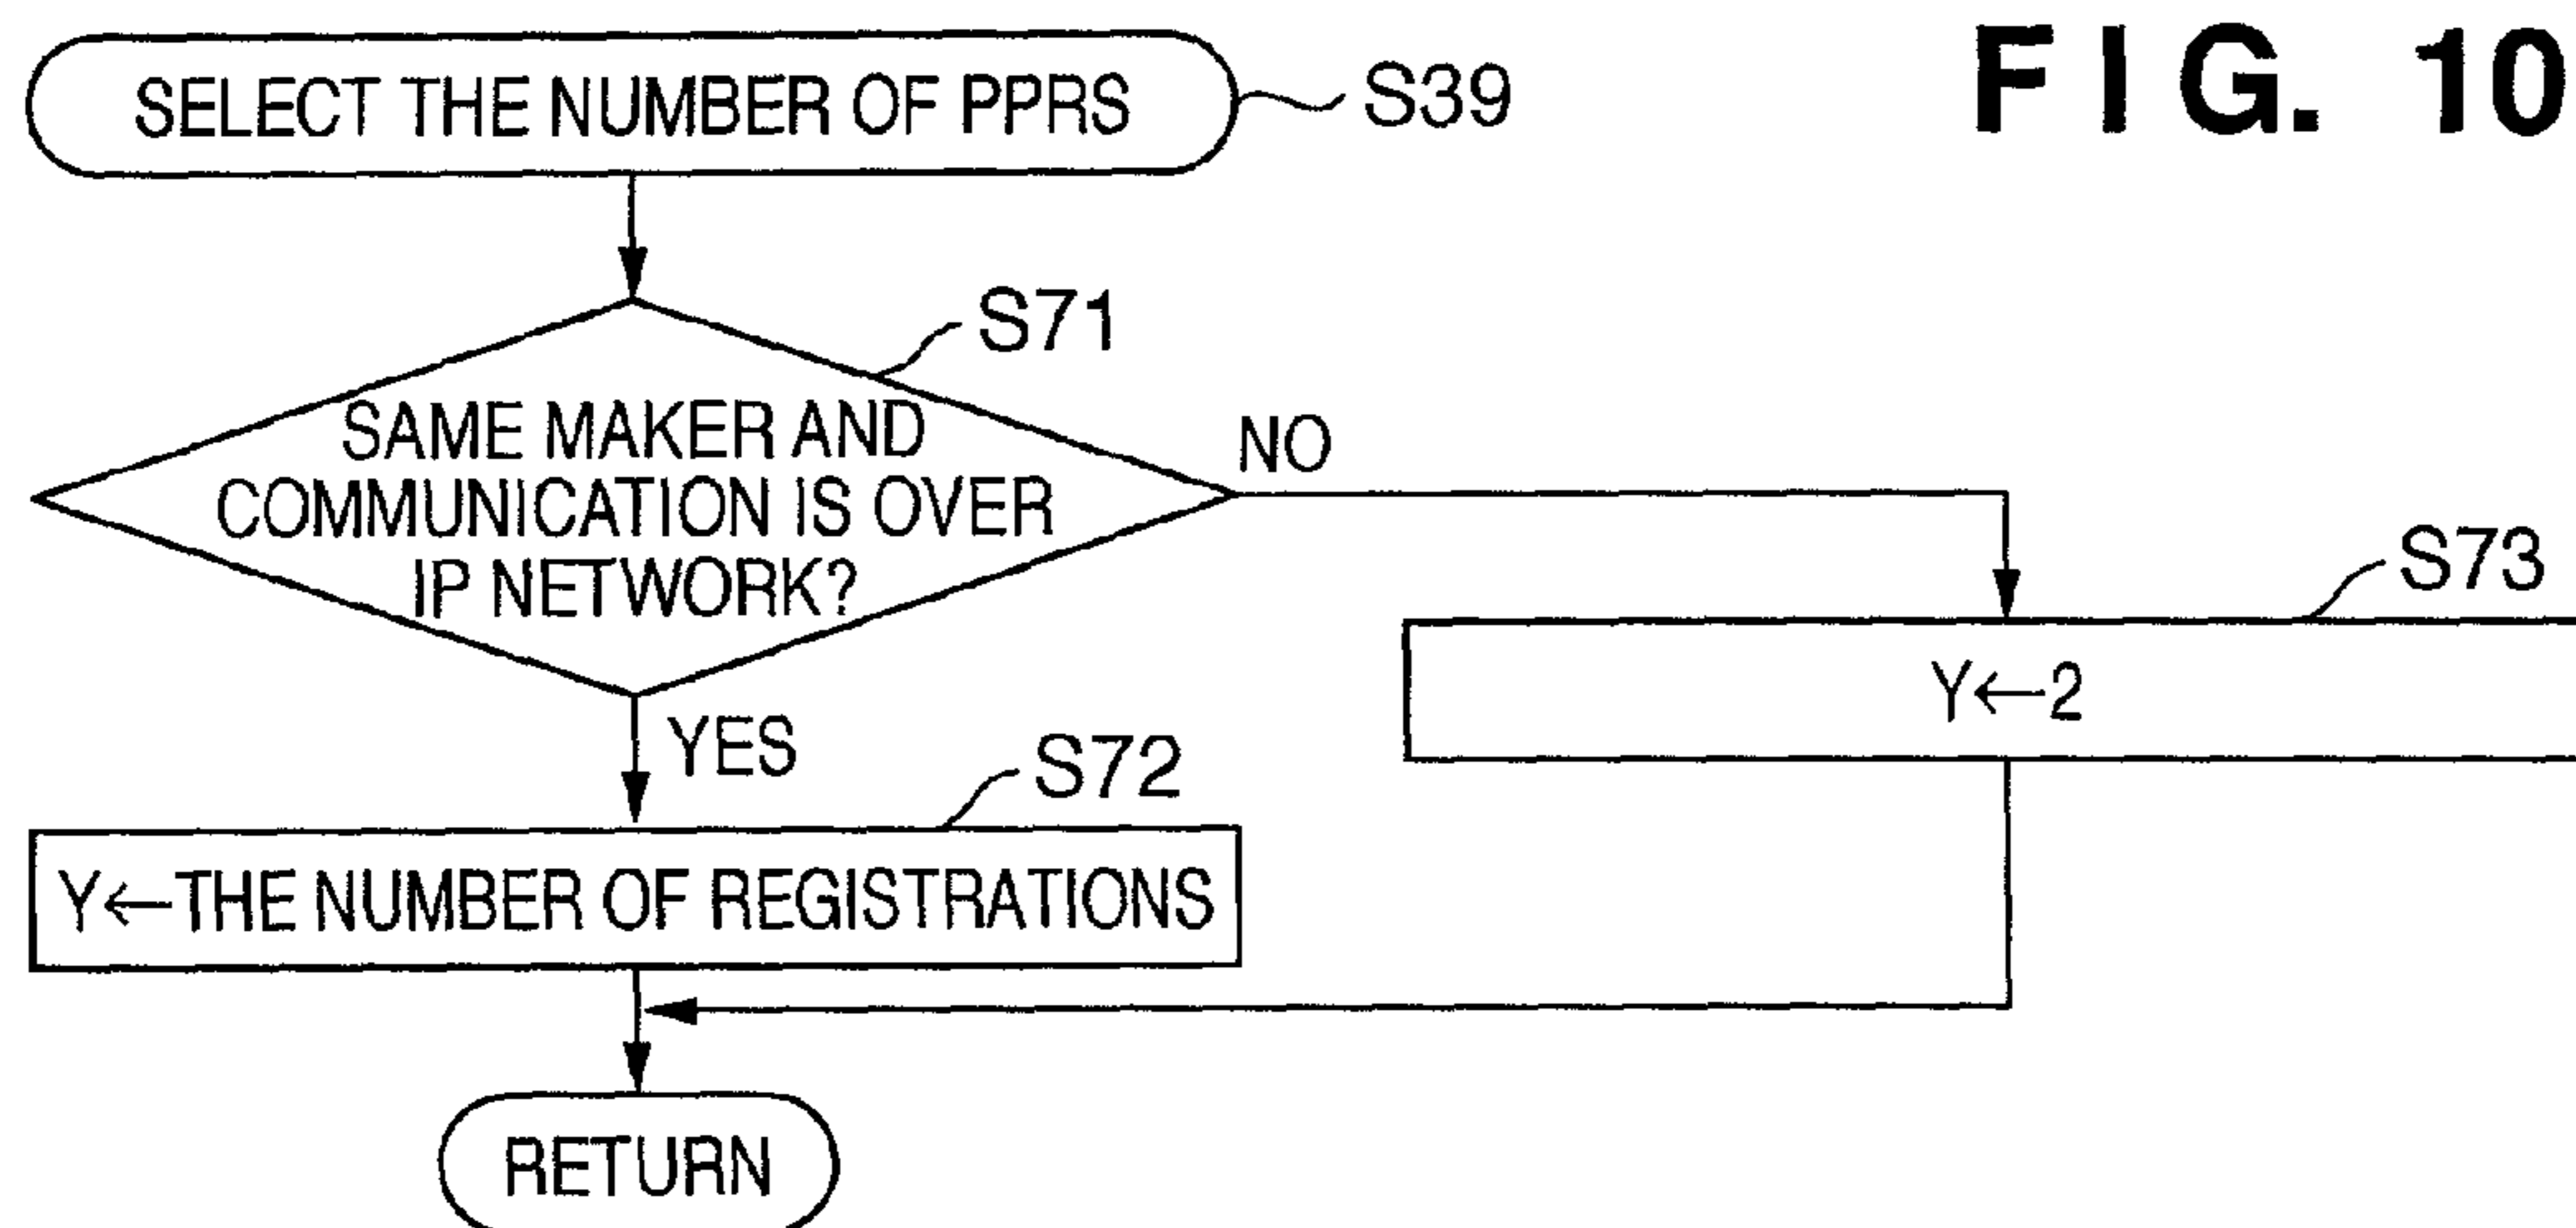 FIG. 10
SELECT THE NUMBER OF PPRS
S39
S71
SAME MAKER AND
COMMUNICATION IS OVER
IP NETWORK?
NO
YES
S73
Y←2
S72
Y←THE NUMBER OF REGISTRATIONS
RETURN